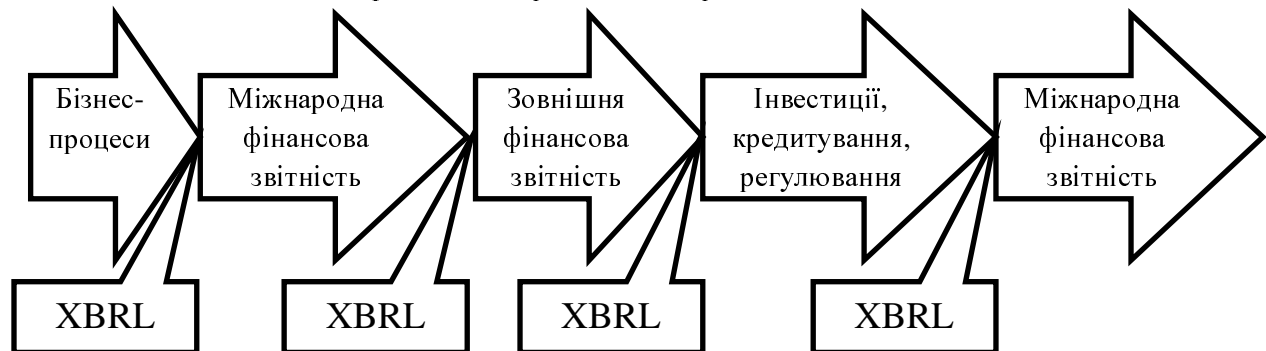 Бізнес-
процеси
Міжнародна
фінансова
звітність
Зовнішня
фінансова
звітність
Інвестиції,
кредитування,
регулювання
Міжнародна
фінансова
звітність
XBRL
XBRL
XBRL
XBRL